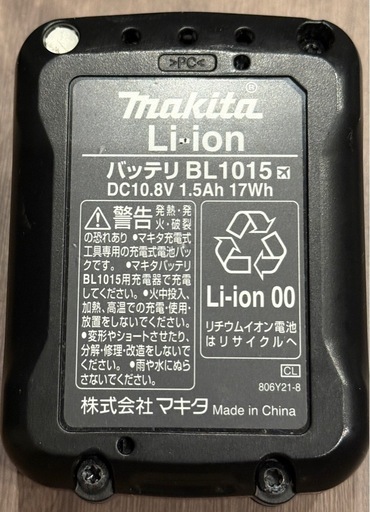 >PC<
makita®
Li-ion
バッテリ BL1015
DC10.8V 1.5Ah 17Wh
⚠警告 発熱・発火・破裂
の恐れあり ●マキタ充電式
工具専用の充電式電池パッ
クです。 ●マキタバッテリ
BL1015用充電器で充電
してください。●火中投入、
加熱、高温での充電・使用・
放置をしないでください。
●変形やショートさせたり、
分解・修理・改造をしないで
ください。●雨や水にぬら
さないでください。
Li-ion 00
リチウムイオン電池
はリサイクルへ
CL
806Y21-8
株式会社 マキタ Made in China